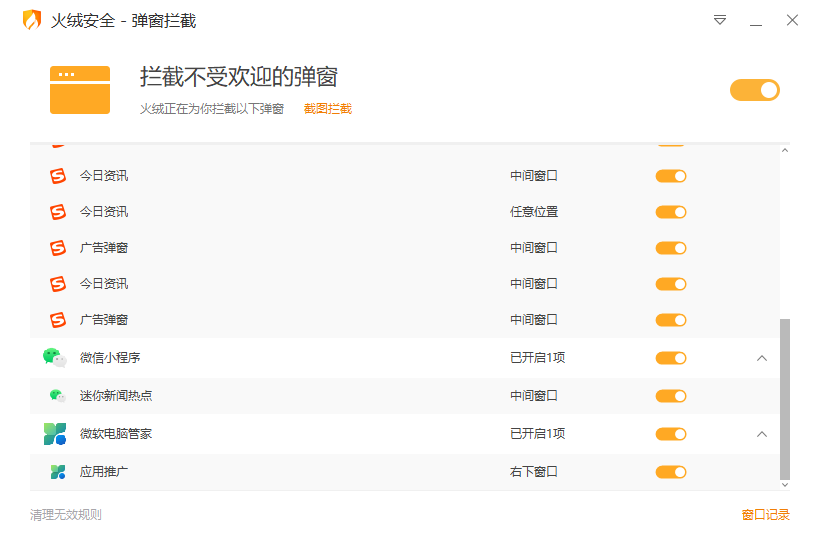 火绒安全 - 弹窗拦截
拦截不受欢迎的弹窗
火绒正在为你拦截以下弹窗 截图拦截
今日资讯 中间窗口
今日资讯 任意位置
广告弹窗 中间窗口
今日资讯 中间窗口
广告弹窗 中间窗口
微信小程序 已开启1项
迷你新闻热点 中间窗口
微软电脑管家 已开启1项
应用推广 右下窗口
清理无效规则 窗口记录